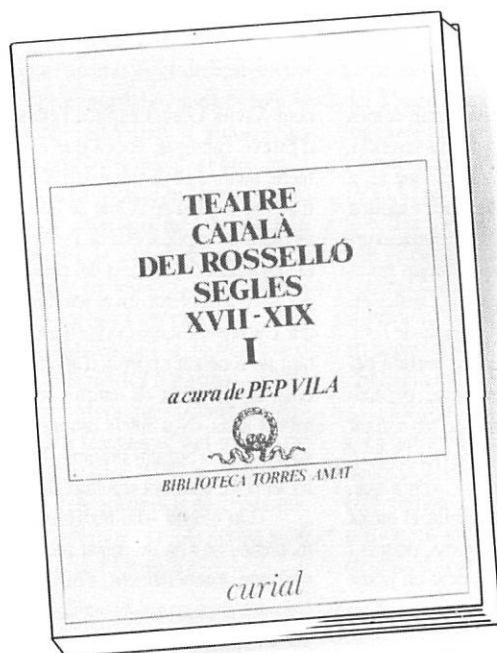 TEATRE
CATALÀ
DEL ROSSELLÓ
SEGLES
XVII-XIX
I
a cura de PEP VILA
BIBLIOTECA TORRES AMAT
curial